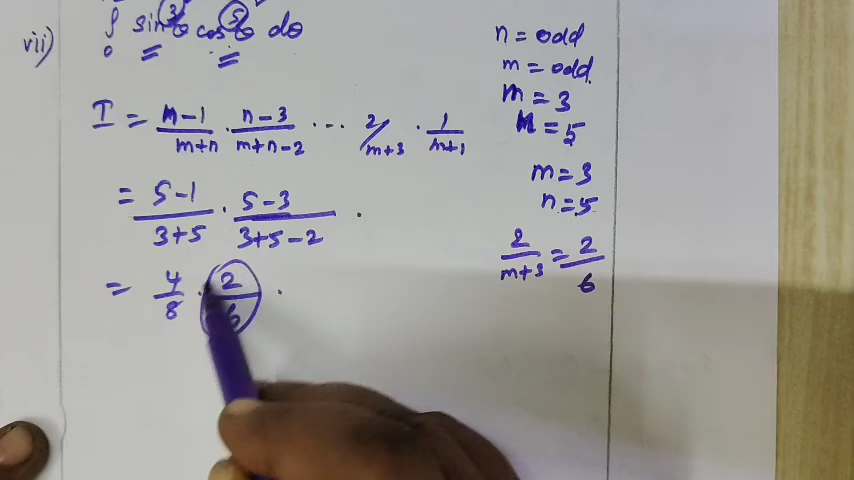 vii) ∫₀ sin³θ cos⁵θ dθ
I = n-1/m+n · n-3/m+n-2 ··· 2/m+3 · 1/m+1
= 5-1/3+5 · 5-3/3+5-2 ·
= 4/8 · 2/6 ·
n = odd
m = odd
m = 3
n = 5
m = 3
n = 5
2/m+3 = 2/6